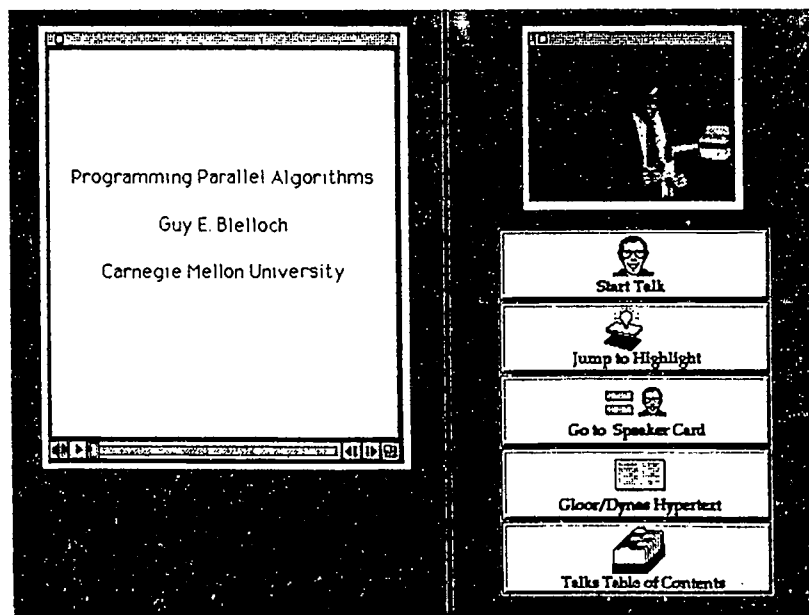 Programming Parallel Algorithms
Guy E. Blelloch
Carnegie Mellon University
Start Talk
Jump to Highlight
Go to Speaker Card
Gloor/Dynes Hypertext
Talks Table of Contents